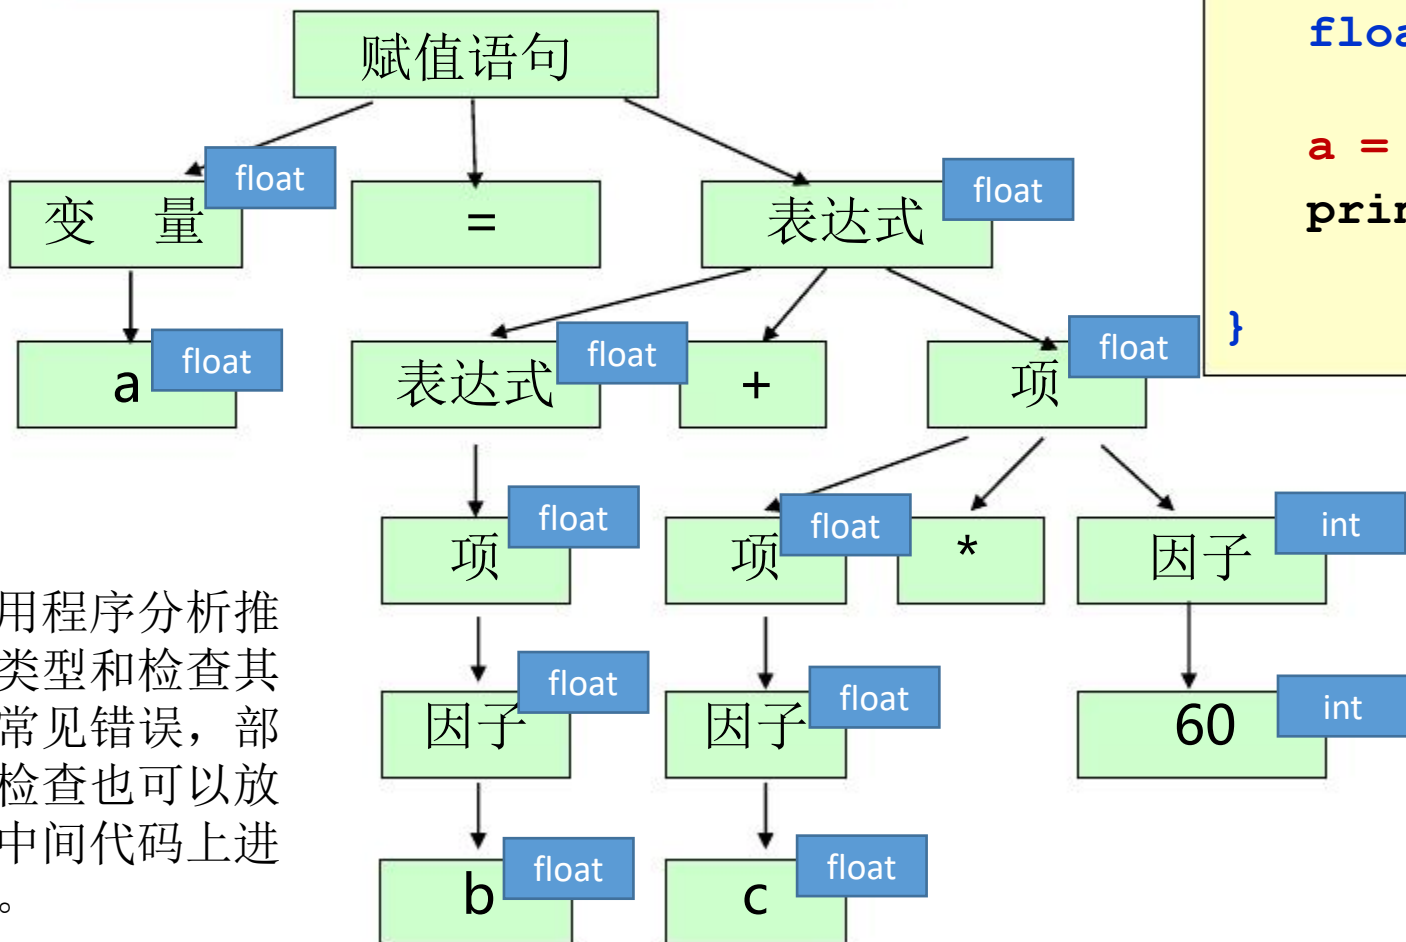 赋值语句
floa
a =
prin
}
变 量
float
=
表达式
float
a
float
表达式
float
+
项
float
项
float
项
float
*
因子
int
因子
float
因子
float
60
int
b
float
c
float
用程序分析推
类型和检查其
常见错误，部
检查也可以放
中间代码上进
。